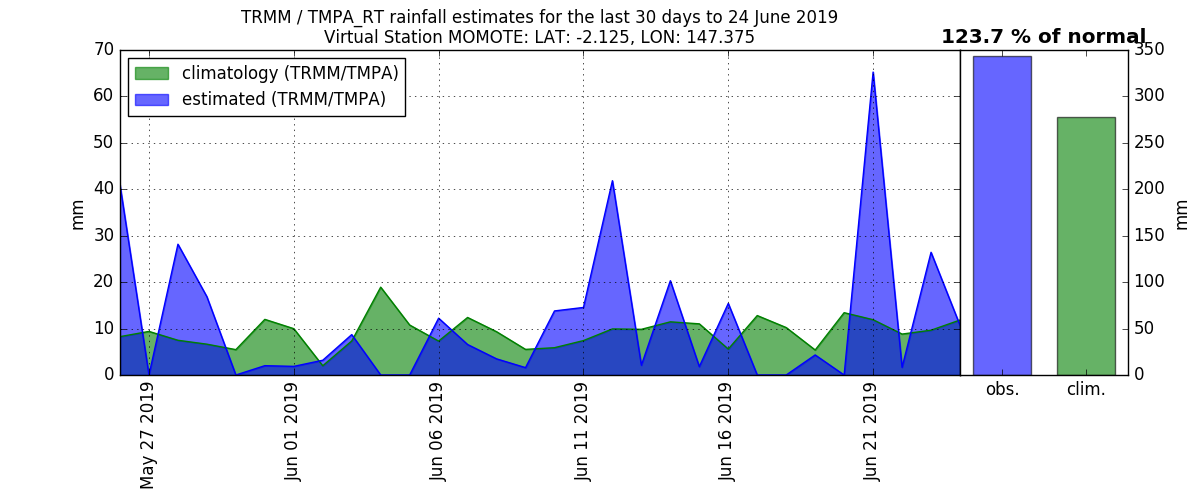 TRMM / TMPA_RT rainfall estimates for the last 30 days to 24 June 2019
Virtual Station MOMOTE: LAT: -2.125, LON: 147.375
123.7 % of normal
climatology (TRMM/TMPA)
estimated (TRMM/TMPA)
70
60
50
40
30
20
10
0
mm
350
300
250
200
150
100
50
0
mm
May 27 2019
Jun 01 2019
Jun 06 2019
Jun 11 2019
Jun 16 2019
Jun 21 2019
obs.
clim.